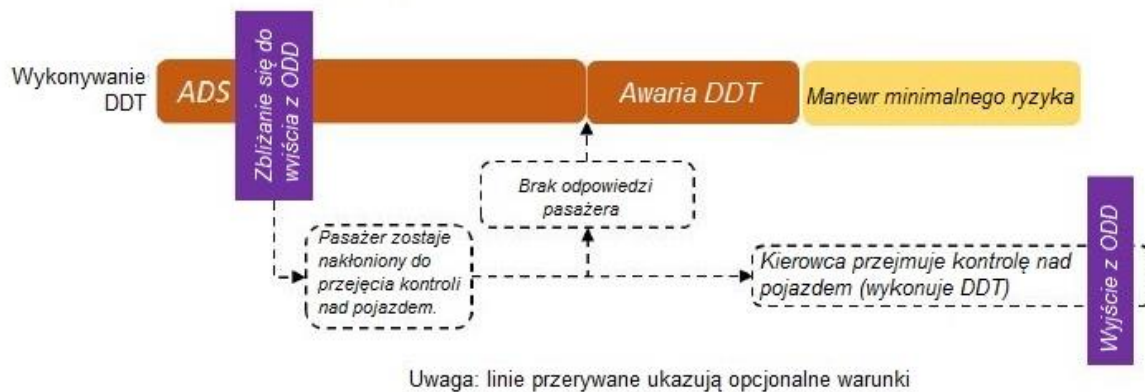 Wykonywanie
DDT
ADS
Zbliżanie się do
wyiścia z ODD
Awaria DDT
Manewr minimalnego ryzyka
Brak odpowiedzi
pasażera
Pasażer zostaje
nakłoniony do
przejęcia kontroli
nad pojazdem.
Kierowca przejmuje kontrolę nad
pojazdem (wykonuje DDT)
Wyjście z ODD
Uwaga: linie przerywane ukazują opcjonalne warunki